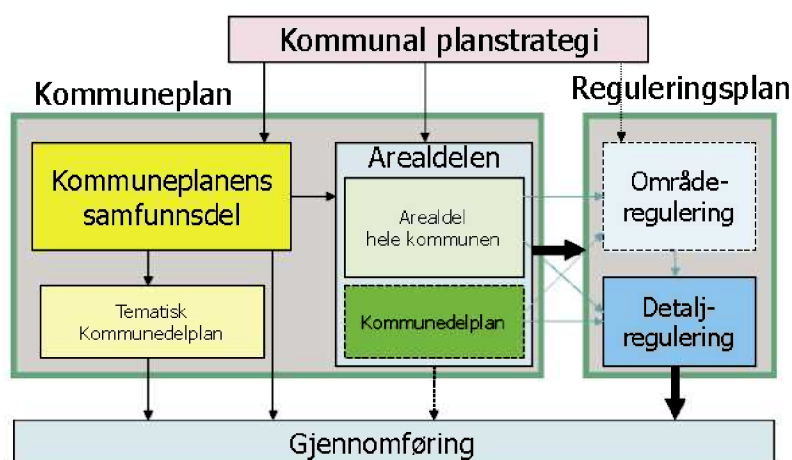 Kommunal planstrategi
Kommuneplan
Reguleringsplan
Kommuneplanens
samfunnsdel
Arealdelen
Arealdel
hele kommunen
Område-
regulering
Tematisk
Kommunedelplan
Kommunedelplan
Detalj-
regulering
Gjennomføring